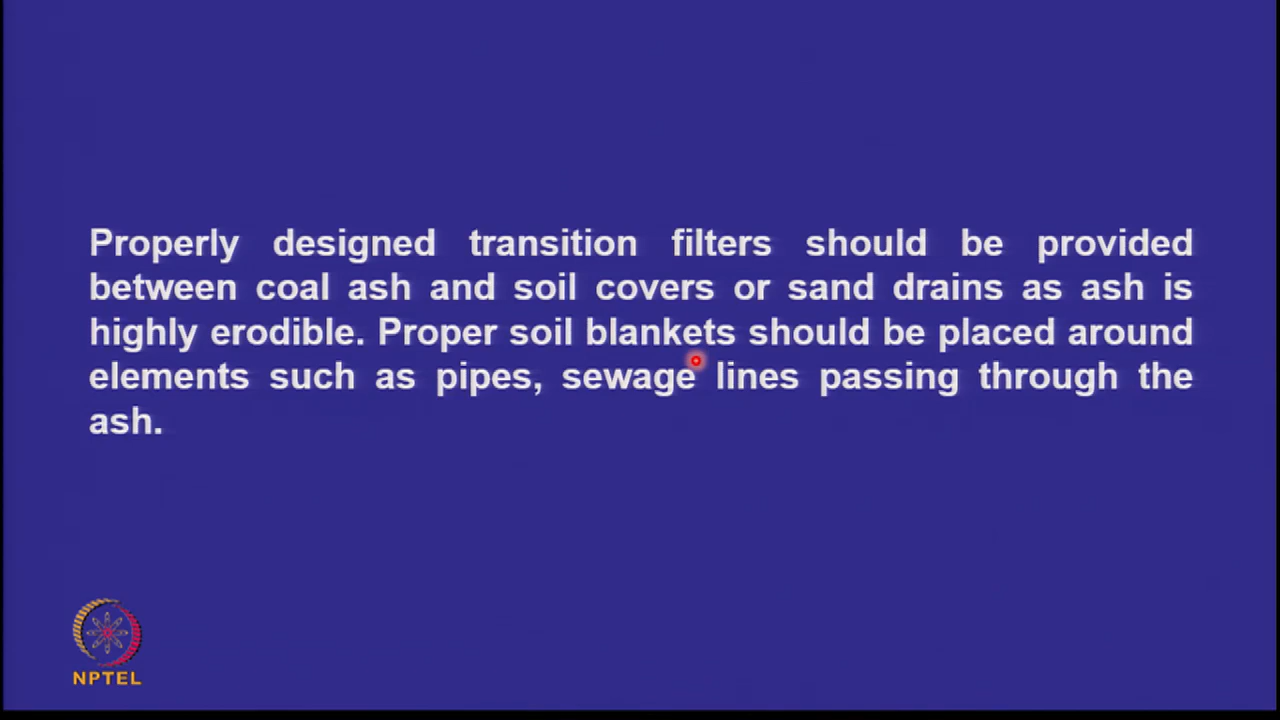 Properly designed transition filters should be provided
between coal ash and soil covers or sand drains as ash is
highly erodible. Proper soil blankets should be placed around
elements such as pipes, sewage lines passing through the
ash.
NPTEL